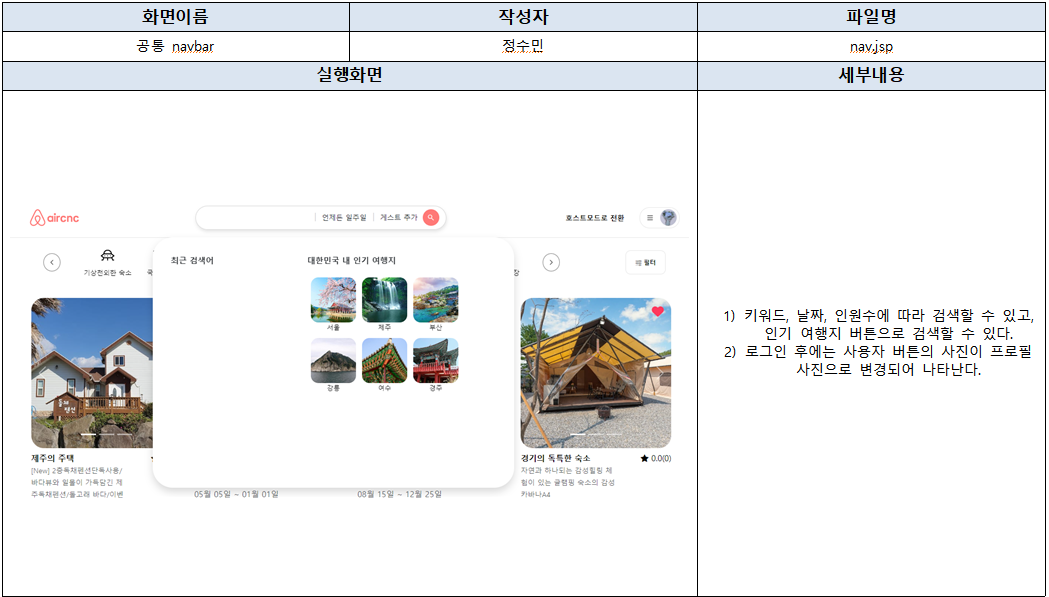 화면이름 작성자 파일명
공통 navbar 정수민 nav.jsp
실행화면 세부내용
aircnc 언제든 일주일 게스트 추가 호스트모드로 전환
최근 검색어 대한민국 내 인기 여행지
기상천외한 숙소 필터
서울 제주 부산
강릉 여수 경주
제주의 주택
[New] 2층독채펜션단독사용/
바다뷰와 일몰이 가득담긴 제
주독채펜션/돌고래 바다/이벤
05월 05일 ~ 01월 01일
08월 15일 ~ 12월 25일
경기의 독특한 숙소 0.0(0)
자연과 하나되는 감성힐링 체
험이 있는 글램핑 숙소의 감성
카바나A4
1) 키워드, 날짜, 인원수에 따라 검색할 수 있고,
인기 여행지 버튼으로 검색할 수 있다.
2) 로그인 후에는 사용자 버튼의 사진이 프로필
사진으로 변경되어 나타난다.